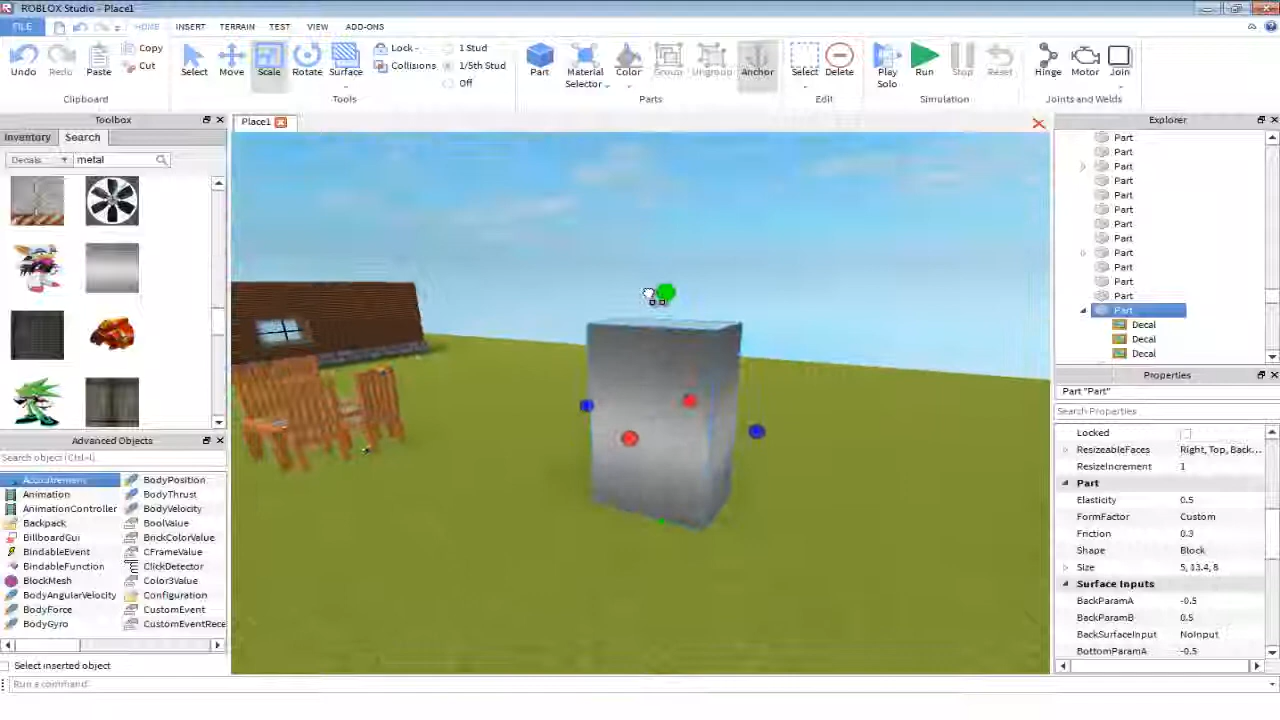 ROBLOX Studio - Place1
FILE
HOME
INSERT
TERRAIN
TEST
VIEW
ADD-ONS
Undo
Redo
Paste
Copy
Cut
Clipboard
Select
Move
Scale
Rotate
Surface
Lock
Collisions
1 Stud
1/5th Stud
Off
Tools
Part
Material
Selector
Color
Group
Ungroup
Anchor
Parts
Select
Delete
Edit
Play
Solo
Run
Stop
Reset
Simulation
Hinge
Motor
Join
Joints and Welds
Toolbox
Inventory
Search
Decals
metal
Advanced Objects
Search object (Ctrl+I)
Animation
AnimationController
Backpack
BillboardGui
BindableEvent
BindableFunction
BlockMesh
BodyAngularVelocity
BodyForce
BodyGyro
BodyPosition
BodyThrust
BodyVelocity
BoolValue
BrickColorValue
CFrameValue
ClickDetector
Color3Value
Configuration
CustomEvent
CustomEventRece
Select inserted object
Run a command
Place1
Explorer
Part
Part
Part
Part
Part
Part
Part
Part
Part
Part
Part
Part
Part
Decal
Decal
Decal
Properties
Part "Part"
Search Properties
Locked
ResizeableFaces Right, Top, Back...
ResizeIncrement 1
Part
Elasticity 0.5
FormFactor Custom
Friction 0.3
Shape Block
Size 5, 13.4, 8
Surface Inputs
BackParamA -0.5
BackParamB 0.5
BackSurfaceInput NoInput
BottomParamA -0.5